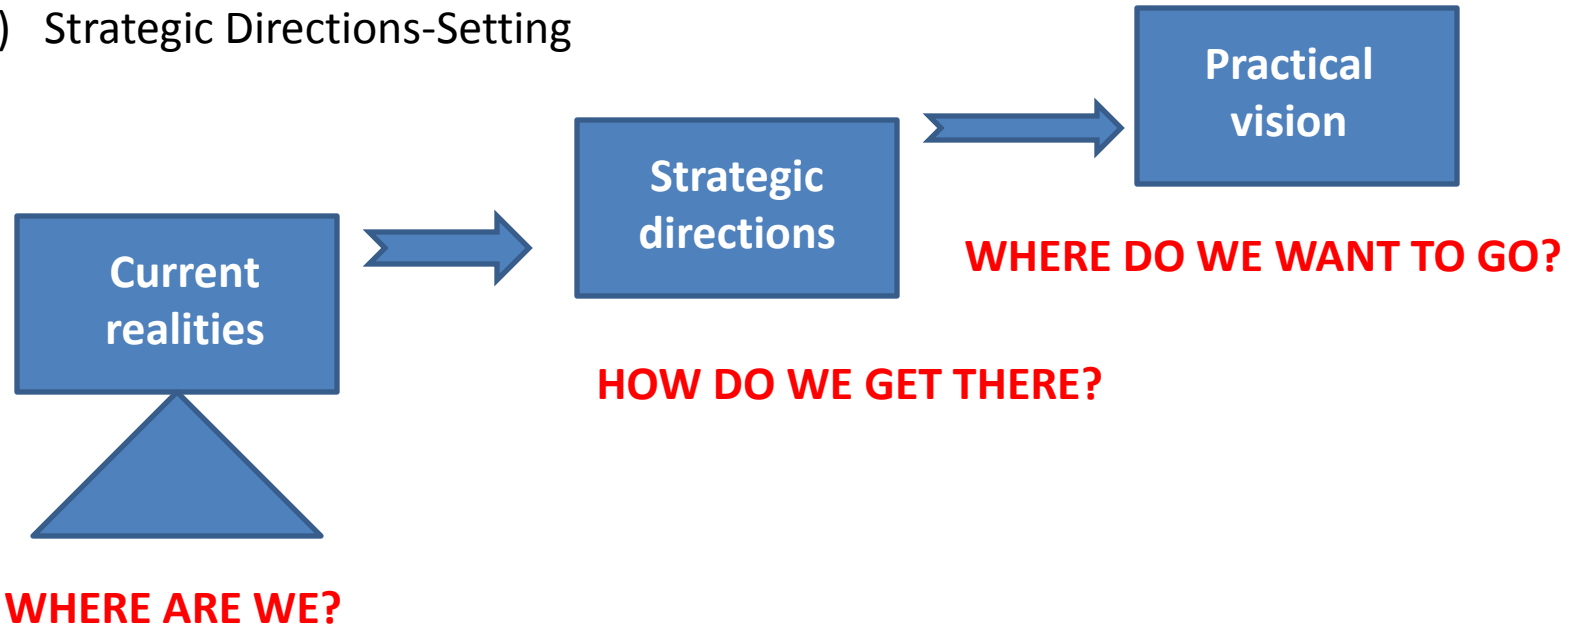 ) Strategic Directions-Setting
Practical
vision
Strategic
directions
WHERE DO WE WANT TO GO?
Current
realities
HOW DO WE GET THERE?
WHERE ARE WE?